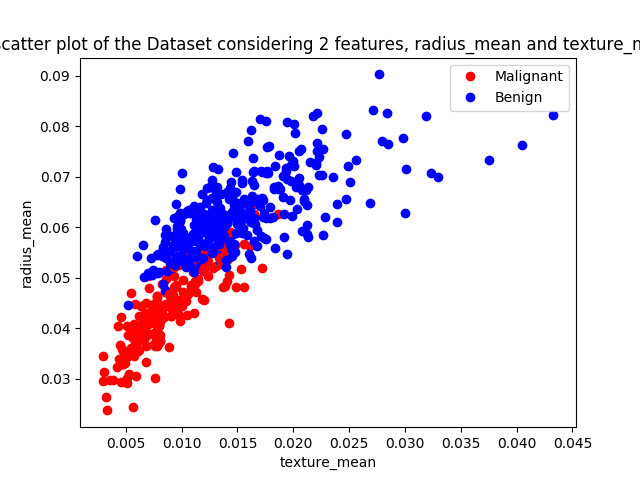 scatter plot of the Dataset considering 2 features, radius_mean and texture_m
Malignant
Benign
0.09
0.08
0.07
0.06
0.05
0.04
0.03
radius_mean
0.005 0.010 0.015 0.020 0.025 0.030 0.035 0.040 0.045
texture_mean